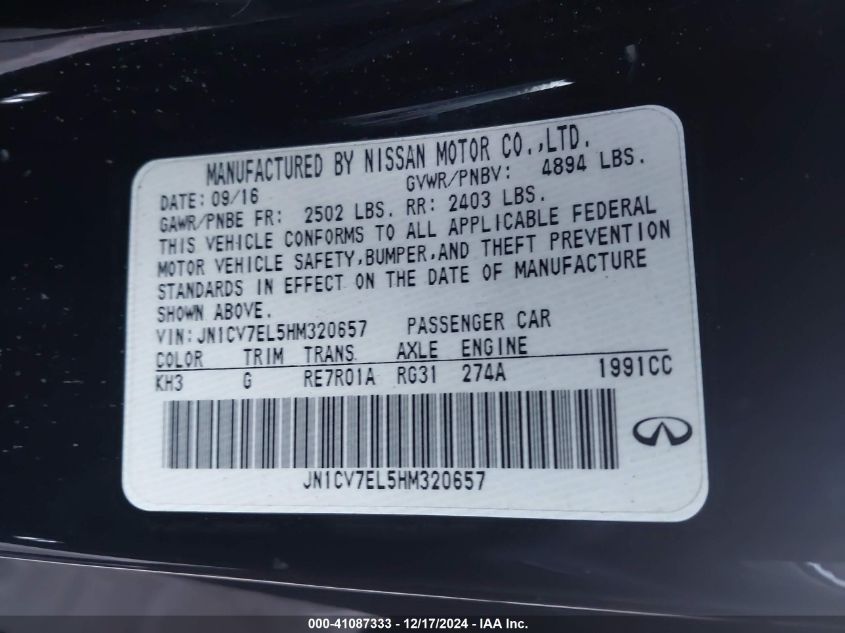 MANUFACTURED BY NISSAN MOTOR CO.,LTD.
DATE: 09/16 GVWR/PNBV: 4894 LBS.
GAWR/PNBE FR: 2502 LBS. RR: 2403 LBS.
THIS VEHICLE CONFORMS TO ALL APPLICABLE FEDERAL
MOTOR VEHICLE SAFETY,BUMPER,AND THEFT PREVENTION
STANDARDS IN EFFECT ON THE DATE OF MANUFACTURE
SHOWN ABOVE.
VIN:JN1CV7EL5HM320657 PASSENGER CAR
COLOR TRIM TRANS AXLE ENGINE
KH3 G RE7R01A RG31 274A 1991CC
JN1CV7EL5HM320657
000-41087333 - 12/17/2024 - IAA Inc.